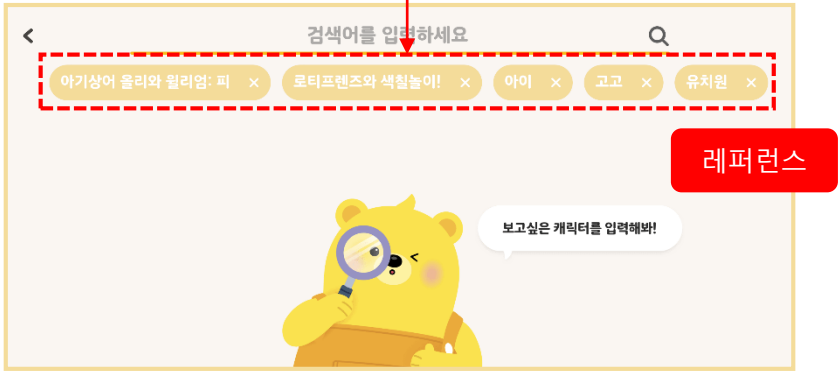 검색어를 입력하세요
아기상어 올리와 윌리엄: 피 × 로티프렌즈와 색칠놀이! × 아이 × 고고 × 유치원 ×
레퍼런스
보고싶은 캐릭터를 입력해봐!